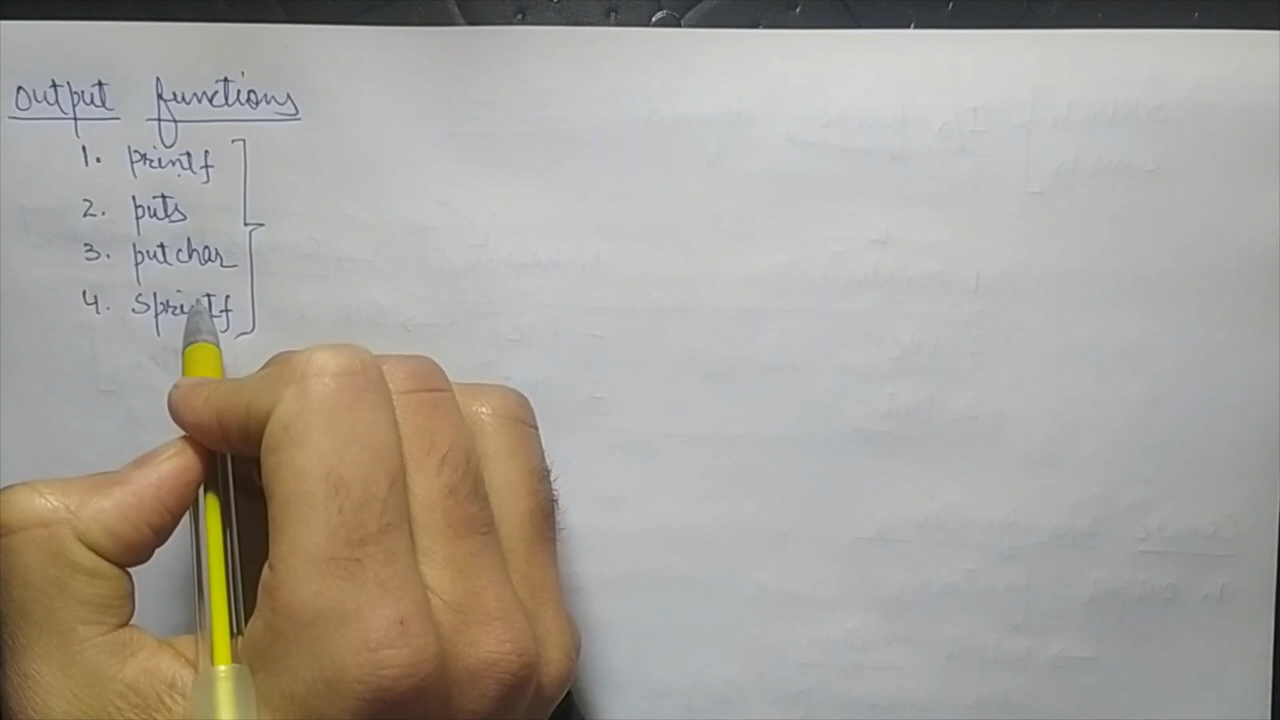 output functions
1. printf
2. puts
3. putchar
4. sprintf